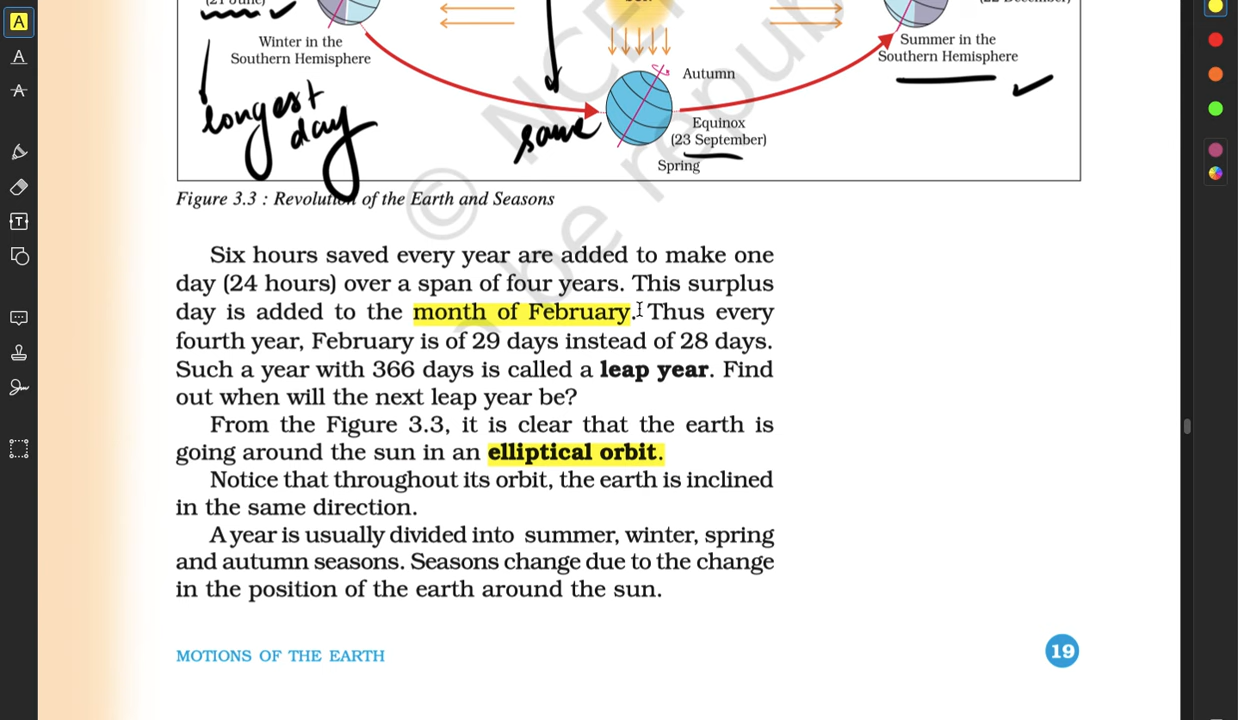 (21 June)
(22 December)
Winter in the
Southern Hemisphere
Summer in the
Southern Hemisphere
Autumn
Equinox
(23 September)
Spring
longest
day
same
© NCE
be repub
Figure 3.3 : Revolution of the Earth and Seasons
Six hours saved every year are added to make one
day (24 hours) over a span of four years. This surplus
day is added to the month of February. Thus every
fourth year, February is of 29 days instead of 28 days.
Such a year with 366 days is called a leap year. Find
out when will the next leap year be?
From the Figure 3.3, it is clear that the earth is
going around the sun in an elliptical orbit.
Notice that throughout its orbit, the earth is inclined
in the same direction.
A year is usually divided into summer, winter, spring
and autumn seasons. Seasons change due to the change
in the position of the earth around the sun.
MOTIONS OF THE EARTH
19